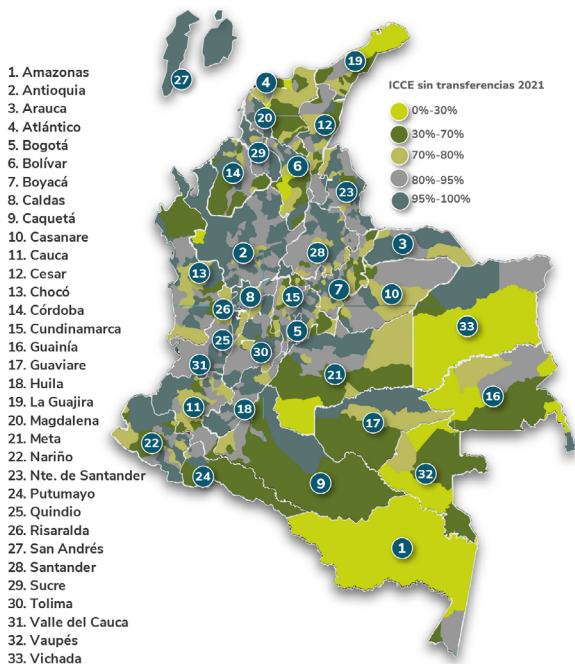 1. Amazonas
2. Antioquia
3. Arauca
4. Atlántico
5. Bogotá
6. Bolívar
7. Boyacá
8. Caldas
9. Caquetá
10. Casanare
11. Cauca
12. Cesar
13. Chocó
14. Córdoba
15. Cundinamarca
16. Guainía
17. Guaviare
18. Huila
19. La Guajira
20. Magdalena
21. Meta
22. Nariño
23. Nte. de Santander
24. Putumayo
25. Quindio
26. Risaralda
27. San Andrés
28. Santander
29. Sucre
30. Tolima
31. Valle del Cauca
32. Vaupés
33. Vichada
ICCE sin transferencias 2021
0%-30%
30%-70%
70%-80%
80%-95%
95%-100%
27
19
4
20
12
29
6
14
23
3
2
28
13
8
15
7
10
26
5
33
25
30
31
21
16
11
18
17
22
24
9
32
1